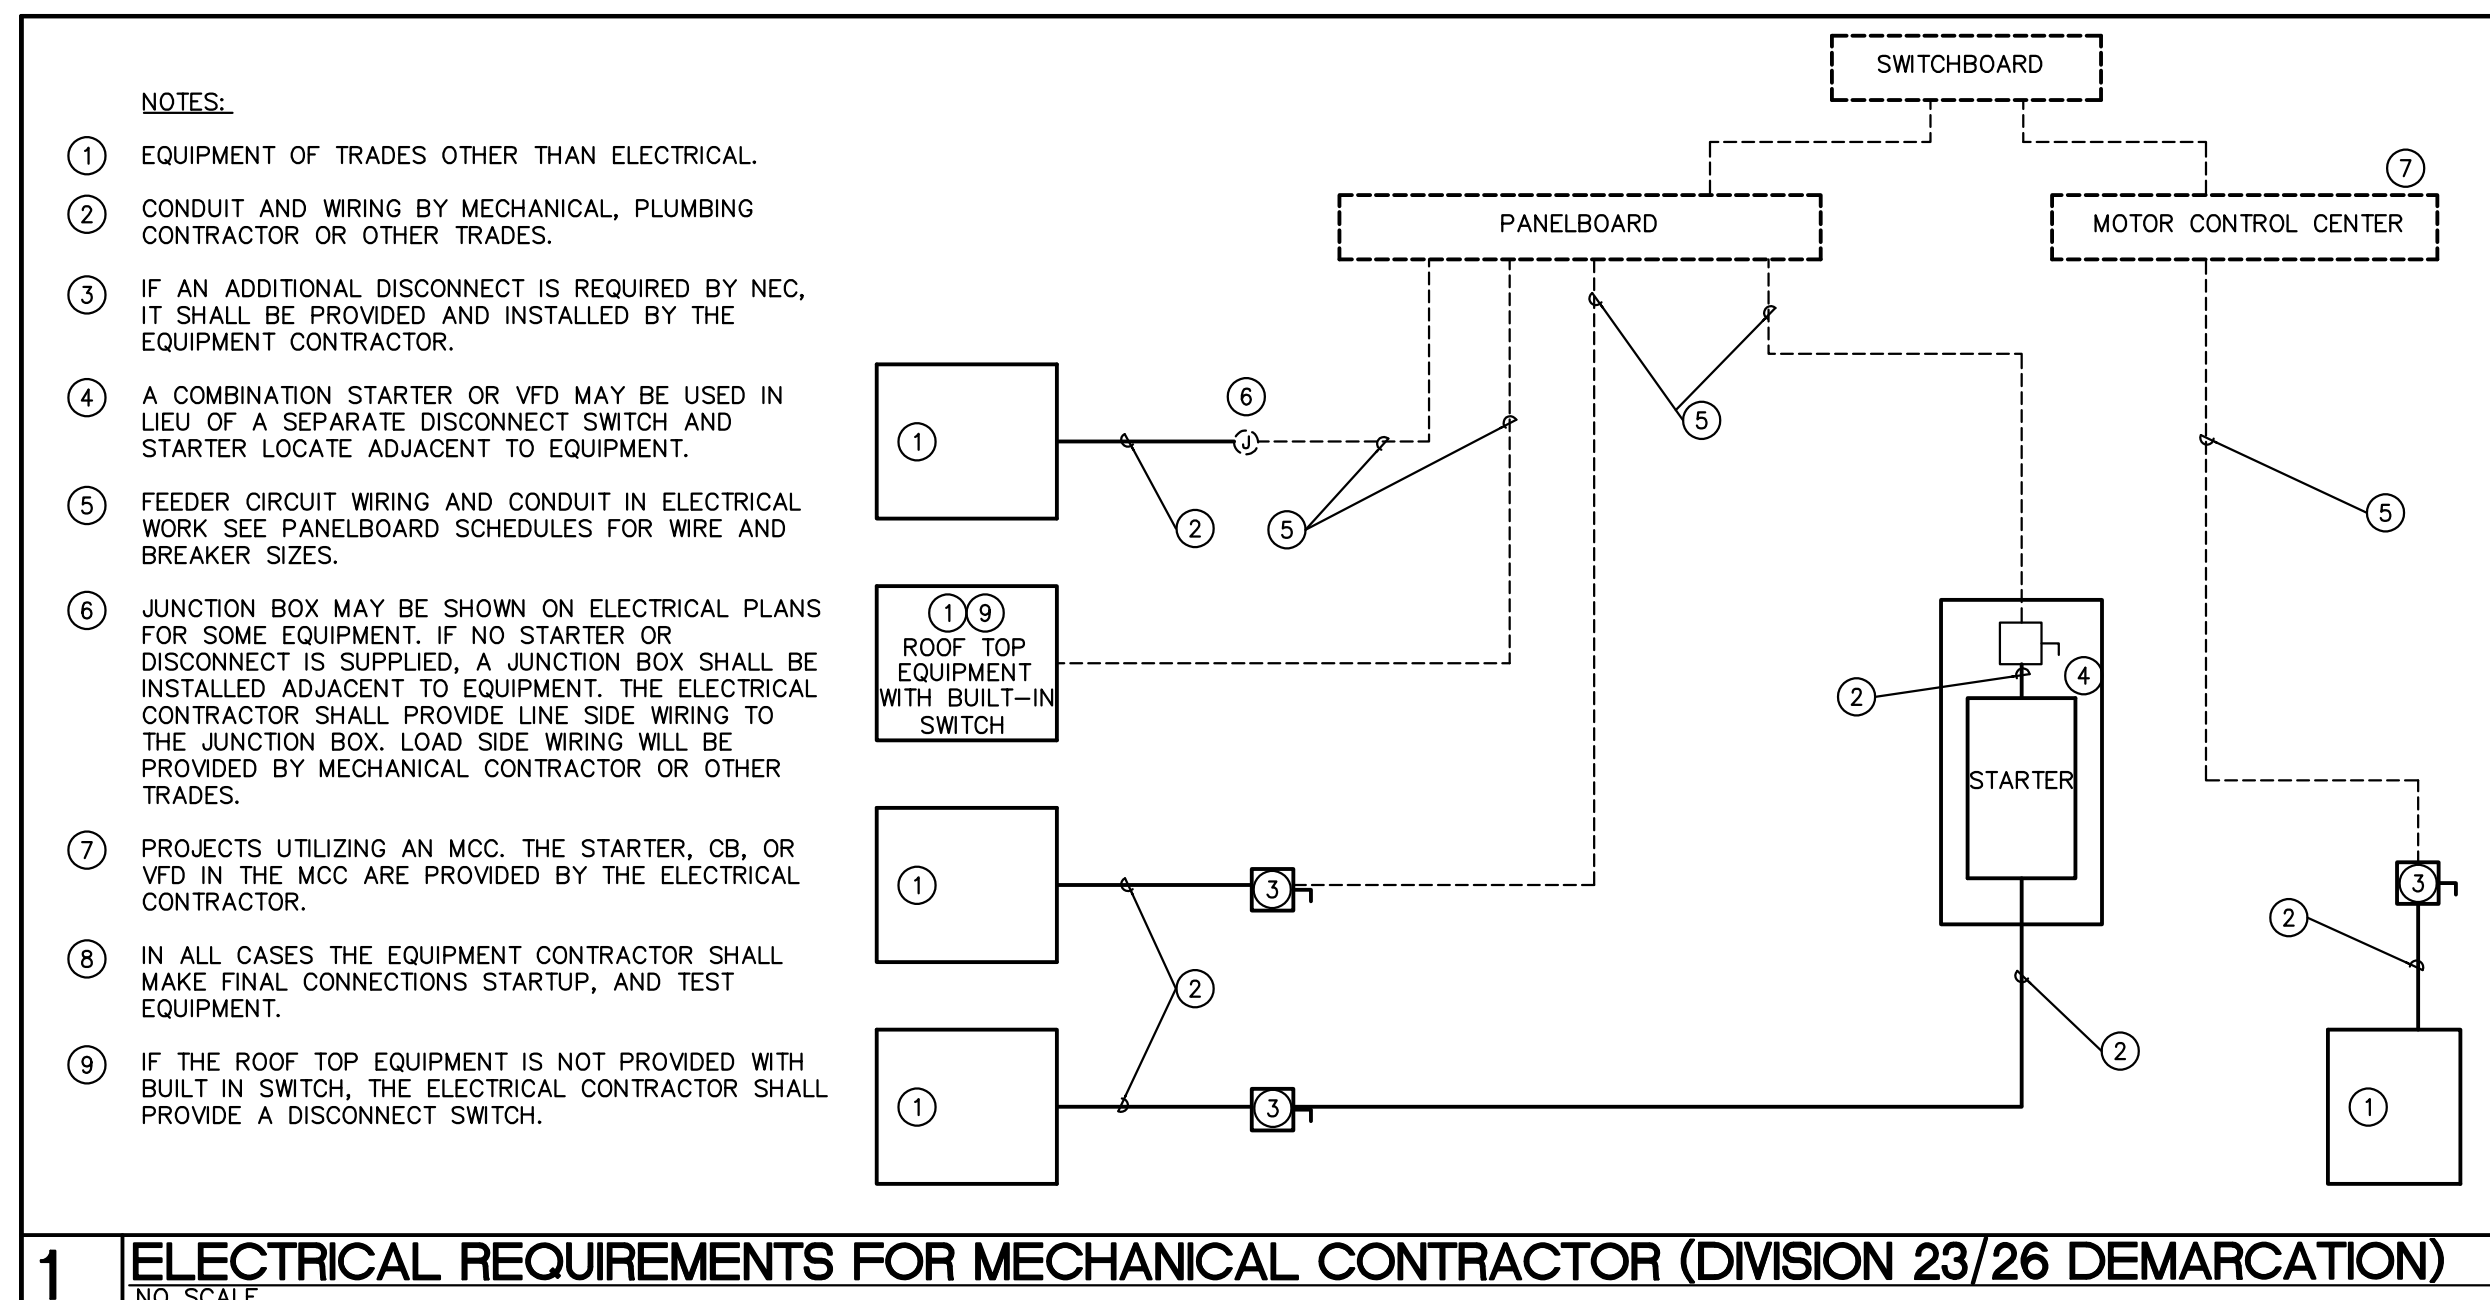 NOTES:
1 EQUIPMENT OF TRADES OTHER THAN ELECTRICAL.
2 CONDUIT AND WIRING BY MECHANICAL, PLUMBING
CONTRACTOR OR OTHER TRADES.
3 IF AN ADDITIONAL DISCONNECT IS REQUIRED BY NEC,
IT SHALL BE PROVIDED AND INSTALLED BY THE
EQUIPMENT CONTRACTOR.
4 A COMBINATION STARTER OR VFD MAY BE USED IN
LIEU OF A SEPARATE DISCONNECT SWITCH AND
STARTER LOCATE ADJACENT TO EQUIPMENT.
5 FEEDER CIRCUIT WIRING AND CONDUIT IN ELECTRICAL
WORK SEE PANELBOARD SCHEDULES FOR WIRE AND
BREAKER SIZES.
6 JUNCTION BOX MAY BE SHOWN ON ELECTRICAL PLANS
FOR SOME EQUIPMENT. IF NO STARTER OR
DISCONNECT IS SUPPLIED, A JUNCTION BOX SHALL BE
INSTALLED ADJACENT TO EQUIPMENT. THE ELECTRICAL
CONTRACTOR SHALL PROVIDE LINE SIDE WIRING TO
THE JUNCTION BOX. LOAD SIDE WIRING WILL BE
PROVIDED BY MECHANICAL CONTRACTOR OR OTHER
TRADES.
7 PROJECTS UTILIZING AN MCC. THE STARTER, CB, OR
VFD IN THE MCC ARE PROVIDED BY THE ELECTRICAL
CONTRACTOR.
8 IN ALL CASES THE EQUIPMENT CONTRACTOR SHALL
MAKE FINAL CONNECTIONS STARTUP, AND TEST
EQUIPMENT.
9 IF THE ROOF TOP EQUIPMENT IS NOT PROVIDED WITH
BUILT IN SWITCH, THE ELECTRICAL CONTRACTOR SHALL
PROVIDE A DISCONNECT SWITCH.
SWITCHBOARD
7
PANELBOARD
MOTOR CONTROL CENTER
6
5
1
J
2
5
5
1 9
ROOF TOP
EQUIPMENT
WITH BUILT-IN
SWITCH
2
4
STARTER
1
3
3
2
2
2
1
3
1
1 ELECTRICAL REQUIREMENTS FOR MECHANICAL CONTRACTOR (DIVISION 23/26 DEMARCATION)
NO SCALE